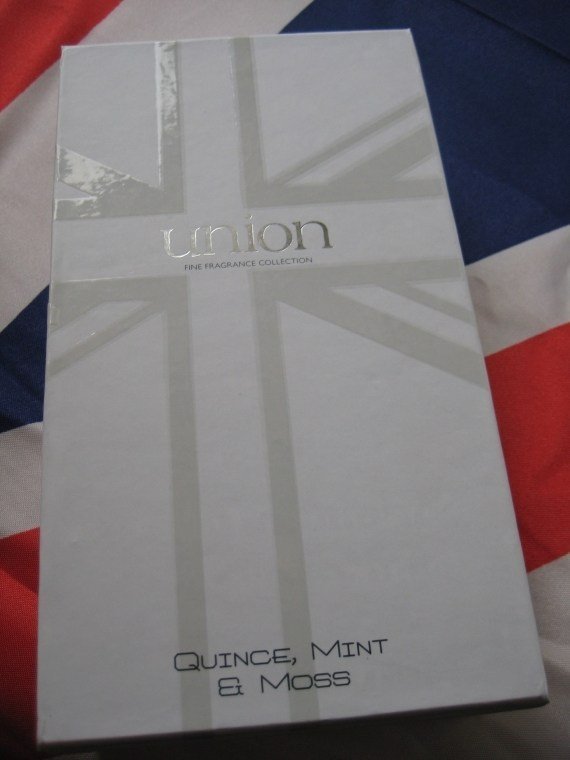 union
FINE FRAGRANCE COLLECTION
QUINCE, MINT
& MOSS